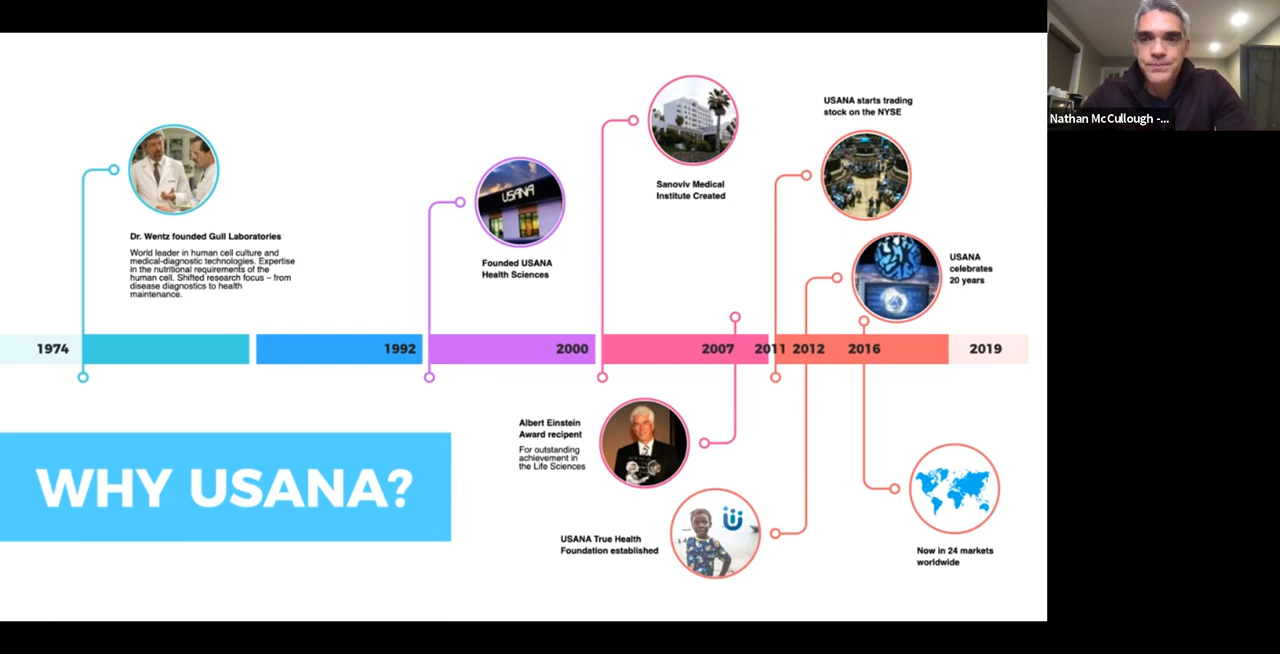 Nathan McCullough -...
USANA starts trading
stock on the NYSE
Sanoviv Medical
Institute Created
USANA
Dr. Wentz founded Gull Laboratories
World leader in human cell culture and
medical-diagnostic technologies. Expertise
in the nutritional requirements of the
human cell. Shifted research focus – from
disease diagnostics to health
maintenance.
Founded USANA
Health Sciences
USANA
celebrates
20 years
1974
1992
2000
2007
2011
2012
2016
2019
Albert Einstein
Award recipent
For outstanding
achievement in
the Life Sciences
WHY USANA?
USANA True Health
Foundation established
Now in 24 markets
worldwide